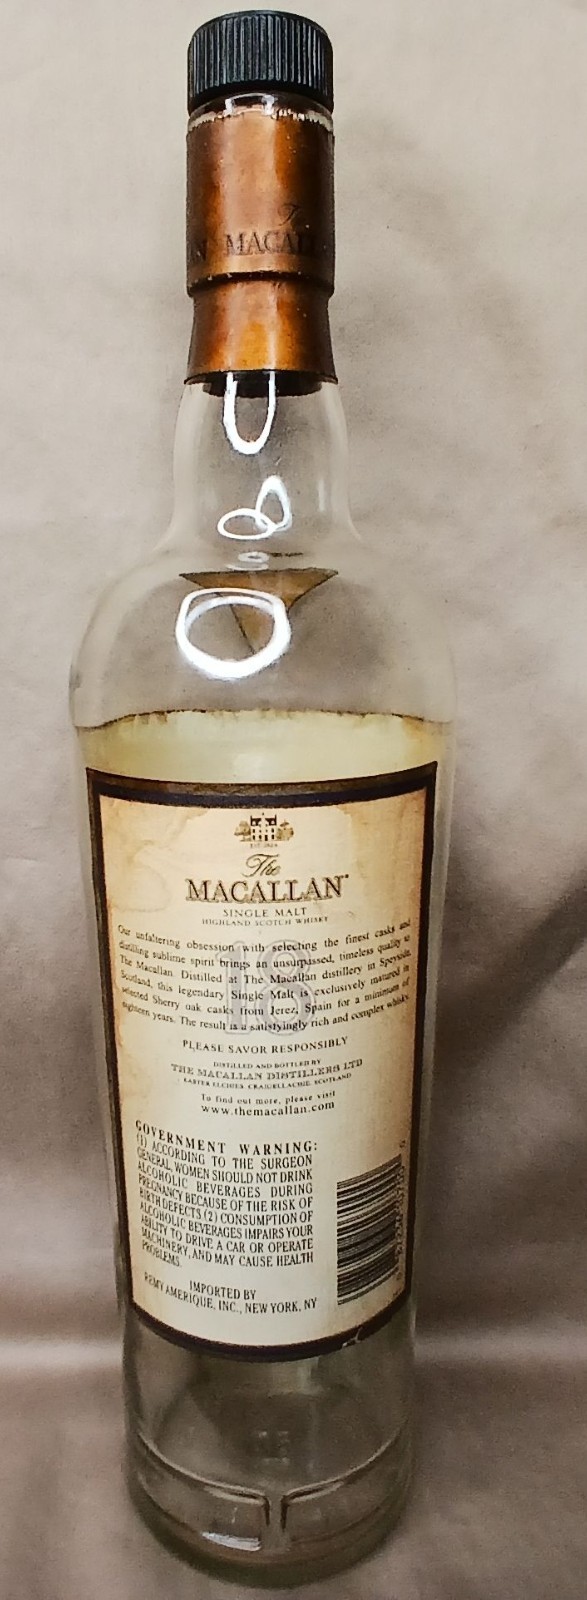 The
N MACALL
EST. 1824
The
MACALLAN
SINGLE MALT
HIGHLAND SCOTCH WHISKY
18
Our unfaltering obsession with selecting the finest casks and
distilling sublime spirit brings an unsurpassed, timeless quality to
The Macallan. Distilled at The Macallan distillery in Speyside,
Scotland, this legendary Single Malt is exclusively matured in
selected Sherry oak casks from Jerez, Spain for a minimum of
eighteen years. The result is a satisfyingly rich and complex whisky.
PLEASE SAVOR RESPONSIBLY
DISTILLED AND BOTTLED BY
THE MACALLAN DISTILLERS LTD
EASTER ELCHIES, CRAIGELLACHIE, SCOTLAND
To find out more, please visit
www.themacallan.com
GOVERNMENT WARNING:
(1) ACCORDING TO THE SURGEON
GENERAL, WOMEN SHOULD NOT DRINK
ALCOHOLIC BEVERAGES DURING
PREGNANCY BECAUSE OF THE RISK OF
BIRTH DEFECTS. (2) CONSUMPTION OF
ALCOHOLIC BEVERAGES IMPAIRS YOUR
ABILITY TO DRIVE A CAR OR OPERATE
MACHINERY, AND MAY CAUSE HEALTH
PROBLEMS.
IMPORTED BY
REMY AMERIQUE, INC., NEW YORK, NY